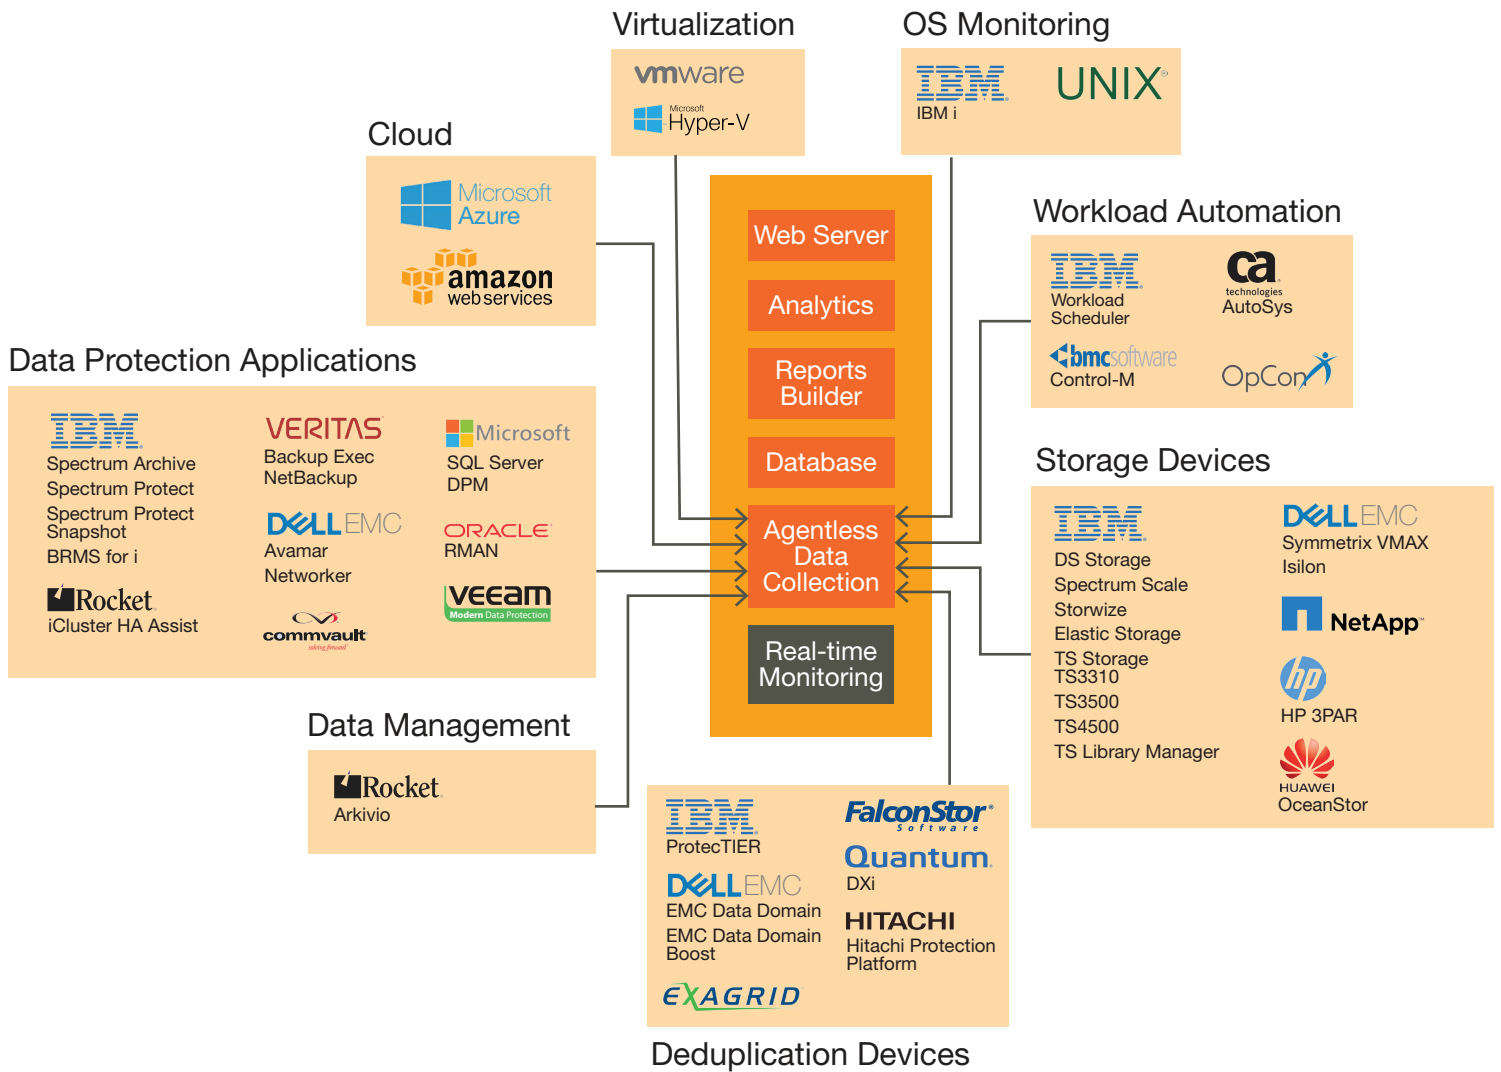 Virtualization
vmware
Microsoft
Hyper-V
OS Monitoring
IBM
IBM i
UNIX®
Cloud
Microsoft
Azure
amazon
webservices
Web Server
Analytics
Reports
Builder
Database
Agentless
Data
Collection
Real-time
Monitoring
Workload Automation
IBM
Workload
Scheduler
ca
technologies
AutoSys
bmcsoftware
Control-M
OpCon
Data Protection Applications
IBM
Spectrum Archive
Spectrum Protect
Spectrum Protect
Snapshot
BRMS for i
Rocket
iCluster HA Assist
VERITAS
Backup Exec
NetBackup
DELL EMC
Avamar
Networker
commvault
solving forward
Microsoft
SQL Server
DPM
ORACLE
RMAN
veeam
Modern Data Protection
Storage Devices
IBM
DS Storage
Spectrum Scale
Storwize
Elastic Storage
TS Storage
TS3310
TS3500
TS4500
TS Library Manager
DELL EMC
Symmetrix VMAX
Isilon
NetApp™
hp
HP 3PAR
HUAWEI
OceanStor
Data Management
Rocket
Arkivio
IBM
ProtecTIER
DELL EMC
EMC Data Domain
EMC Data Domain
Boost
EXAGRID
FalconStor®
Software
Quantum
DXi
HITACHI
Hitachi Protection
Platform
Deduplication Devices